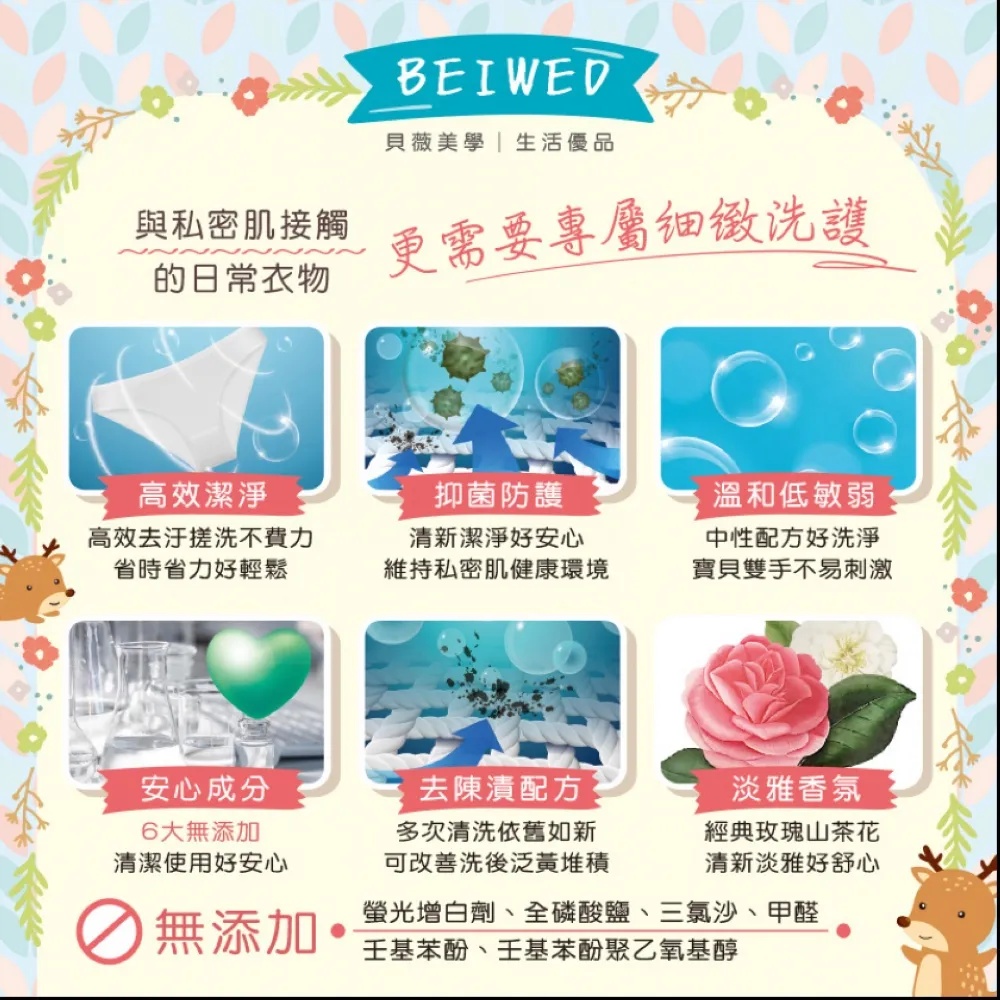 BEIWED
貝薇美學｜生活優品
與私密肌接觸
的日常衣物
更需要專屬細緻洗護
高效潔淨
高效去汙搓洗不費力
省時省力好輕鬆
抑菌防護
清新潔淨好安心
維持私密肌健康環境
溫和低敏弱
中性配方好洗淨
寶貝雙手不易刺激
安心成分
6大無添加
清潔使用好安心
去陳漬配方
多次清洗依舊如新
可改善洗後泛黃堆積
淡雅香氛
經典玫瑰山茶花
清新淡雅好舒心
無添加
螢光增白劑、全磷酸鹽、三氯沙、甲醛
壬基苯酚、壬基苯酚聚乙氧基醇